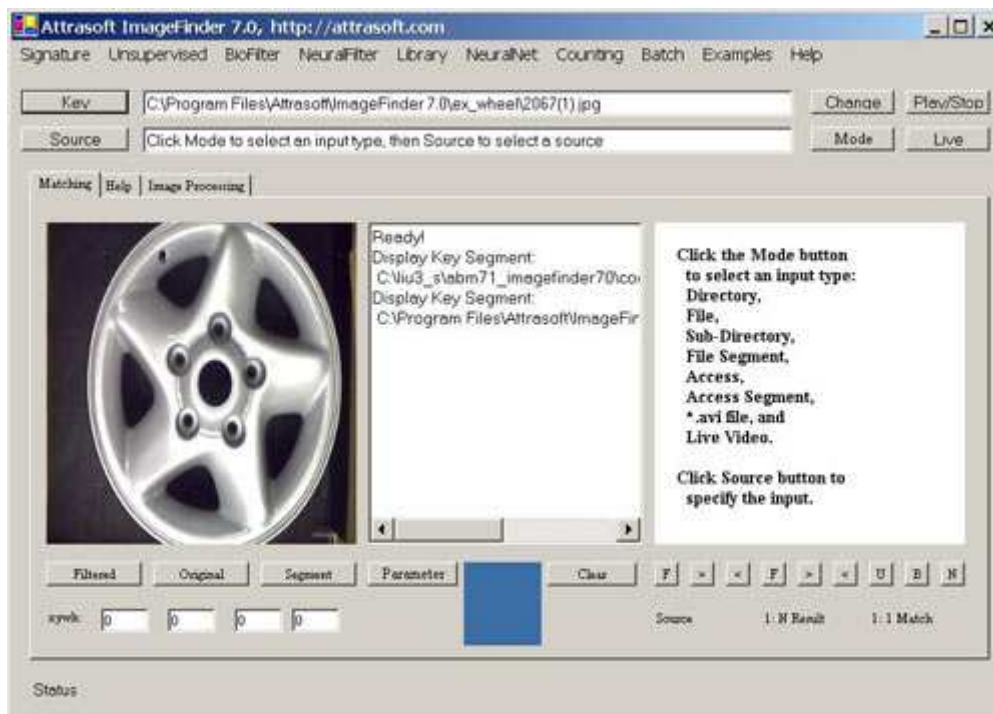 Attrasoft ImageFinder 7.0, http://attrasoft.com
Signature Unsupervised BioFilter NeuralFilter Library NeuralNet Counting Batch Examples Help
Key C:\Program Files\Attrasoft\ImageFinder 7.0\ex_wheel\2067(1).jpg Change Play/Stop
Source Click Mode to select an input type, then Source to select a source Mode Live
Matching Help Image Processing
Ready!
Display Key Segment:
C:\liu3_s\abm71_imagefinder70\co
Display Key Segment:
C:\Program Files\Attrasoft\ImageFin
Click the Mode button
to select an input type:
Directory,
File,
Sub-Directory,
File Segment,
Access,
Access Segment,
*.avi file, and
Live Video.
Click Source button to
specify the input.
Filtered Original Segment Parameter Clear F > < F > < U B N
xywh: 0 0 0 0 Source 1: N Result 1: 1 Match
Status